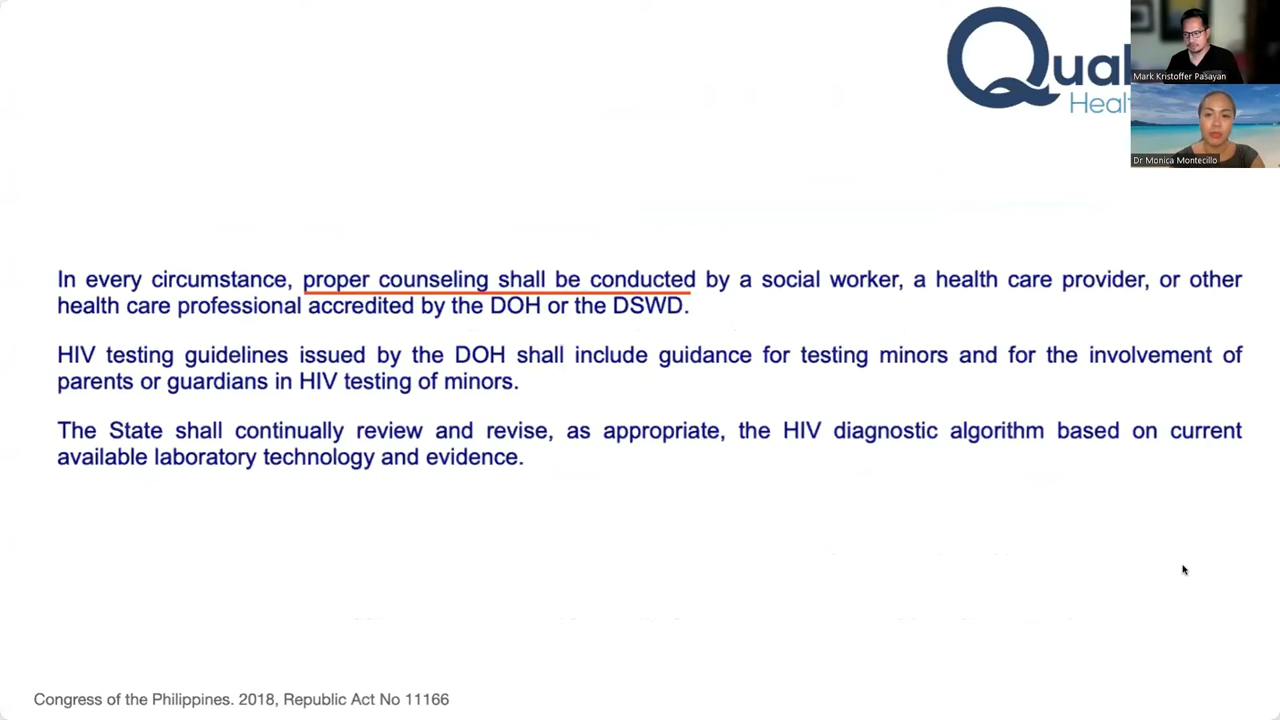 Qual
Healt
Mark Kristoffer Pasayan
Dr Monica Montecillo
In every circumstance, proper counseling shall be conducted by a social worker, a health care provider, or other
health care professional accredited by the DOH or the DSWD.
HIV testing guidelines issued by the DOH shall include guidance for testing minors and for the involvement of
parents or guardians in HIV testing of minors.
The State shall continually review and revise, as appropriate, the HIV diagnostic algorithm based on current
available laboratory technology and evidence.
Congress of the Philippines. 2018, Republic Act No 11166